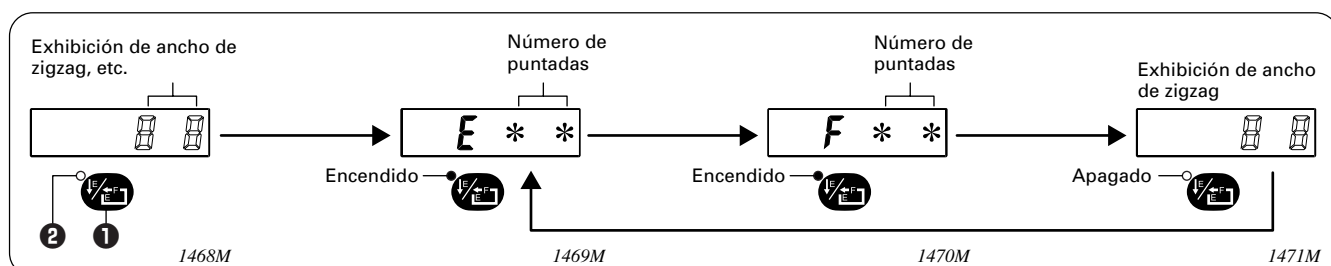 Exhibición de ancho de
zigzag, etc.
8 8
❷
❶
1468M
Número de
puntadas
E * *
Encendido
1469M
Número de
puntadas
F * *
Encendido
1470M
Exhibición de ancho
de zigzag
8 8
Apagado
1471M